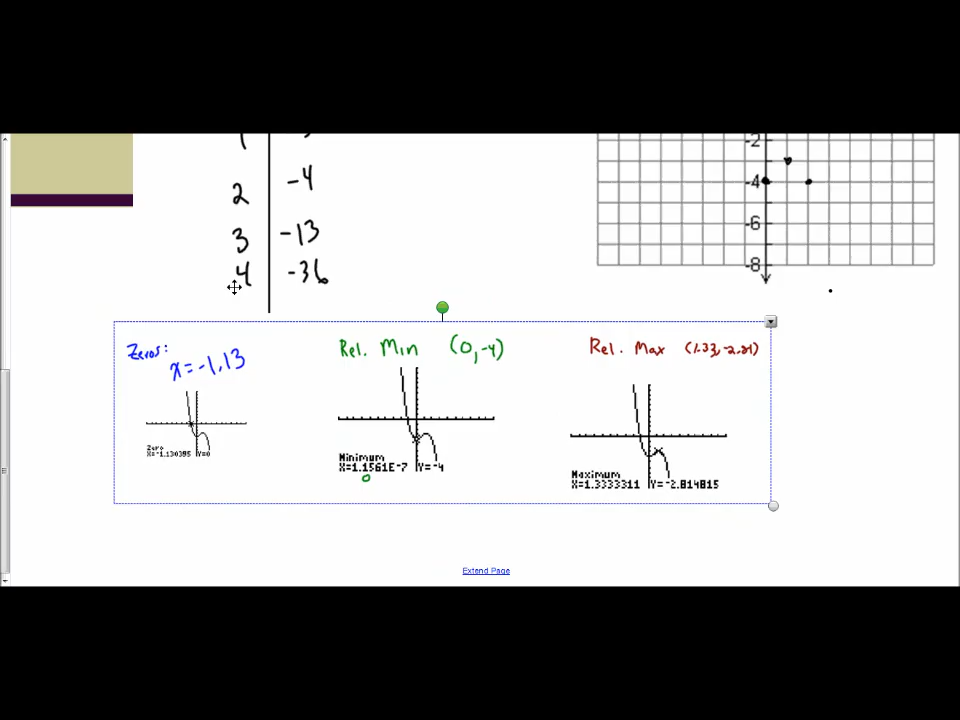 -2
-4
-6
-8
2 -4
3 -13
4 -36
Zeros: Rel. Min (0,-4) Rel. Max (1.33,-2.81)
x=-1.13
Zero
X=-1.130395 Y=0
Minimum
X=1.1561E-7 Y=-4
0
Maximum
X=1.3333311 Y=-2.814815
Extend Page